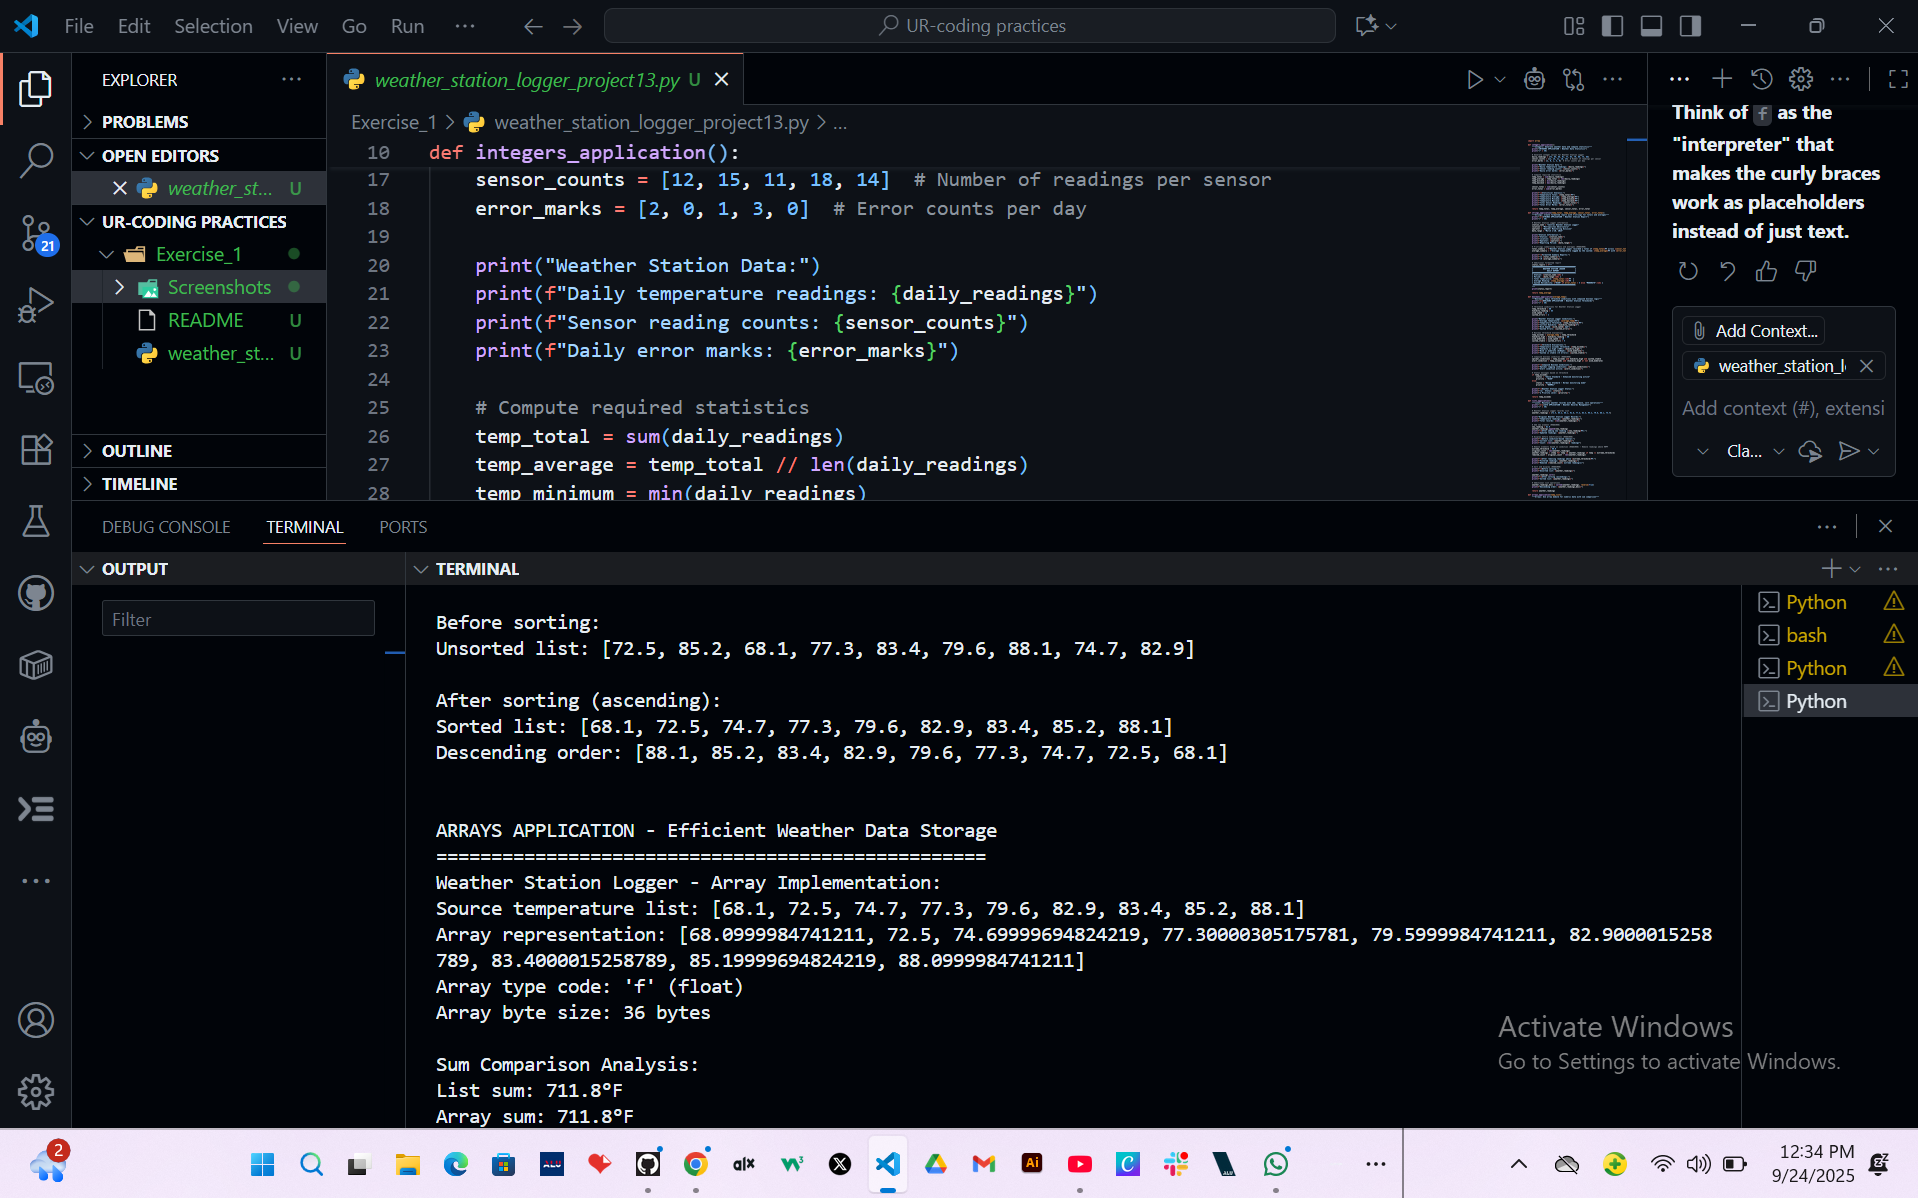 File Edit Selection View Go Run ··· UR-coding practices
EXPLORER ···
PROBLEMS
OPEN EDITORS
weather_st... U
UR-CODING PRACTICES
Exercise_1
Screenshots
README U
weather_st... U
OUTLINE
TIMELINE
21
weather_station_logger_project13.py U
Exercise_1 > weather_station_logger_project13.py > ...
10 def integers_application():
17 sensor_counts = [12, 15, 11, 18, 14] # Number of readings per sensor
18 error_marks = [2, 0, 1, 3, 0] # Error counts per day
19
20 print("Weather Station Data:")
21 print(f"Daily temperature readings: {daily_readings}")
22 print(f"Sensor reading counts: {sensor_counts}")
23 print(f"Daily error marks: {error_marks}")
24
25 # Compute required statistics
26 temp_total = sum(daily_readings)
27 temp_average = temp_total // len(daily_readings)
28 temp_minimum = min(daily_readings)
Think of f as the
"interpreter" that
makes the curly braces
work as placeholders
instead of just text.
Add Context...
weather_station_l
Add context (#), extensi
Cla...
DEBUG CONSOLE TERMINAL PORTS
OUTPUT
Filter
TERMINAL
Before sorting:
Unsorted list: [72.5, 85.2, 68.1, 77.3, 83.4, 79.6, 88.1, 74.7, 82.9]
After sorting (ascending):
Sorted list: [68.1, 72.5, 74.7, 77.3, 79.6, 82.9, 83.4, 85.2, 88.1]
Descending order: [88.1, 85.2, 83.4, 82.9, 79.6, 77.3, 74.7, 72.5, 68.1]
ARRAYS APPLICATION - Efficient Weather Data Storage
==================================================
Weather Station Logger - Array Implementation:
Source temperature list: [68.1, 72.5, 74.7, 77.3, 79.6, 82.9, 83.4, 85.2, 88.1]
Array representation: [68.0999984741211, 72.5, 74.69999694824219, 77.30000305175781, 79.5999984741211, 82.9000015258
789, 83.4000015258789, 85.19999694824219, 88.0999984741211]
Array type code: 'f' (float)
Array byte size: 36 bytes
Sum Comparison Analysis:
List sum: 711.8°F
Array sum: 711.8°F
Python
bash
Python
Python
Activate Windows
Go to Settings to activate Windows.
2
ALU
alx
Ai
12:34 PM
9/24/2025